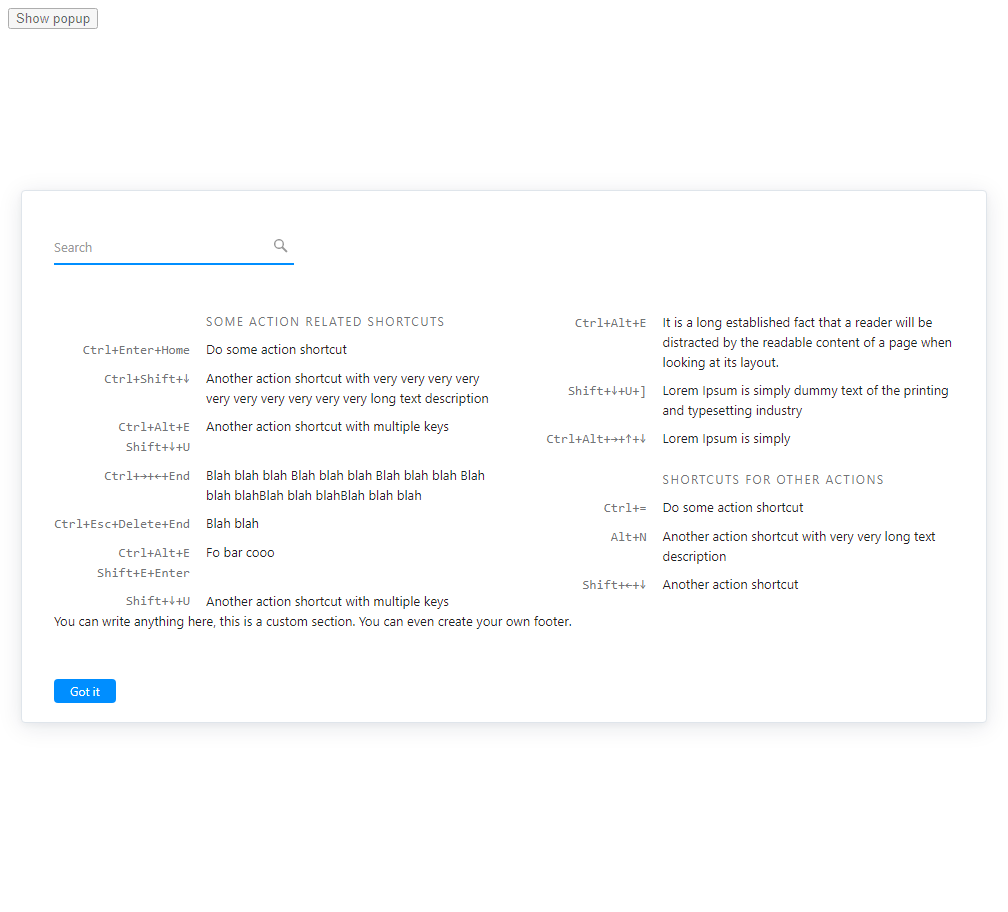 Show popup
Search
SOME ACTION RELATED SHORTCUTS
Ctrl+Enter+Home Do some action shortcut
Ctrl+Shift+↓ Another action shortcut with very very very very
very very very very very very long text description
Ctrl+Alt+E Another action shortcut with multiple keys
Shift+↓+U
Ctrl+→+←+End Blah blah blah Blah blah blah Blah blah blah Blah
blah blahBlah blah blahBlah blah blah
Ctrl+Esc+Delete+End Blah blah
Ctrl+Alt+E Fo bar cooo
Shift+E+Enter
Shift+↓+U Another action shortcut with multiple keys
Ctrl+Alt+E It is a long established fact that a reader will be
distracted by the readable content of a page when
looking at its layout.
Shift+↓+U+] Lorem Ipsum is simply dummy text of the printing
and typesetting industry
Ctrl+Alt+→+↑+↓ Lorem Ipsum is simply
SHORTCUTS FOR OTHER ACTIONS
Ctrl+= Do some action shortcut
Alt+N Another action shortcut with very very long text
description
Shift+←+↓ Another action shortcut
You can write anything here, this is a custom section. You can even create your own footer.
Got it